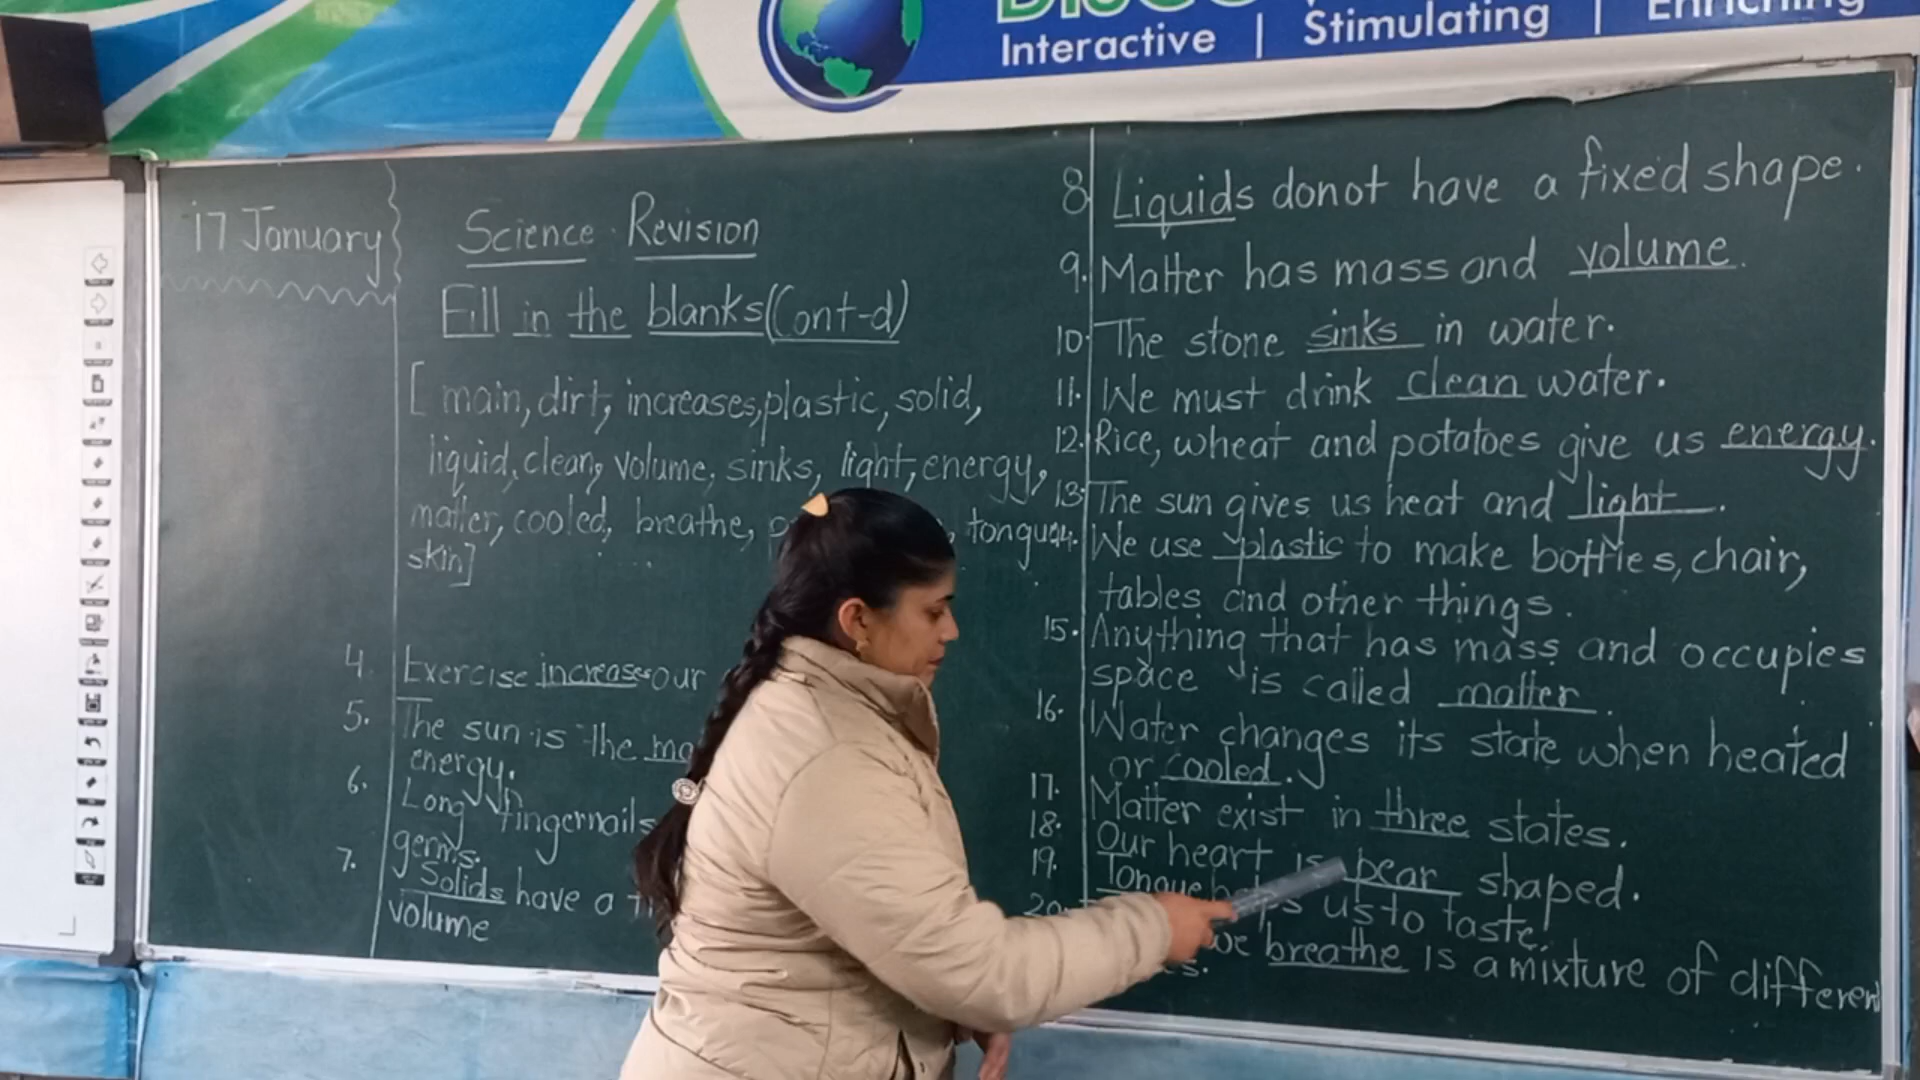 Interactive | Stimulating | Enriching
17 January
Science Revision
Fill in the blanks (Cont-d)
[ main, dirt, increases, plastic, solid,
liquid, clean, volume, sinks, light, energy,
matter, cooled, breathe,
skin]
4. Exercise increases our
5. The sun is the
energy.
6. Long fingernails
germs.
7. Solids have a
volume
8. Liquids donot have a fixed shape.
9. Matter has mass and volume.
10. The stone sinks in water.
11. We must drink clean water.
12. Rice, wheat and potatoes give us energy.
13. The sun gives us heat and light.
14. We use plastic to make bottles, chair,
tables and other things.
15. Anything that has mass and occupies
space is called matter.
16. Water changes its state when heated
or cooled.
17. Matter exist in three states.
18. Our heart is pear shaped.
19. Tongue helps us to taste.
20. we breathe is a mixture of different